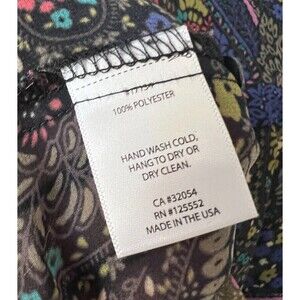 100% POLYESTER
HAND WASH COLD,
HANG TO DRY OR
DRY CLEAN.
CA #32054
RN #125552
MADE IN THE USA